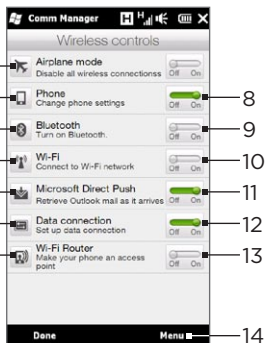 Comm Manager H H
Wireless controls
Airplane mode
Disable all wireless connectionss Off On
Phone
Change phone settings Off On 8
Bluetooth
Turn on Bluetooth. Off On 9
Wi-Fi
Connect to Wi-Fi network Off On 10
Microsoft Direct Push
Retrieve Outlook mail as it arrives Off On 11
Data connection
Set up data connection Off On 12
Wi-Fi Router
Make your phone an access
point Off On 13
Done Menu 14